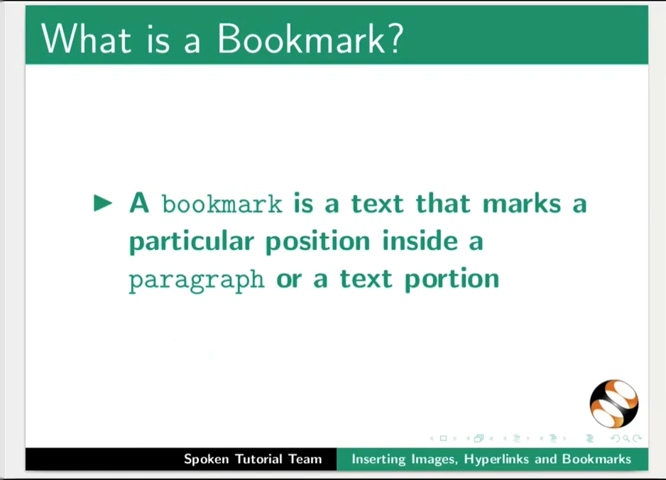 What is a Bookmark?
A bookmark is a text that marks a
particular position inside a
paragraph or a text portion
Spoken Tutorial Team
Inserting Images, Hyperlinks and Bookmarks